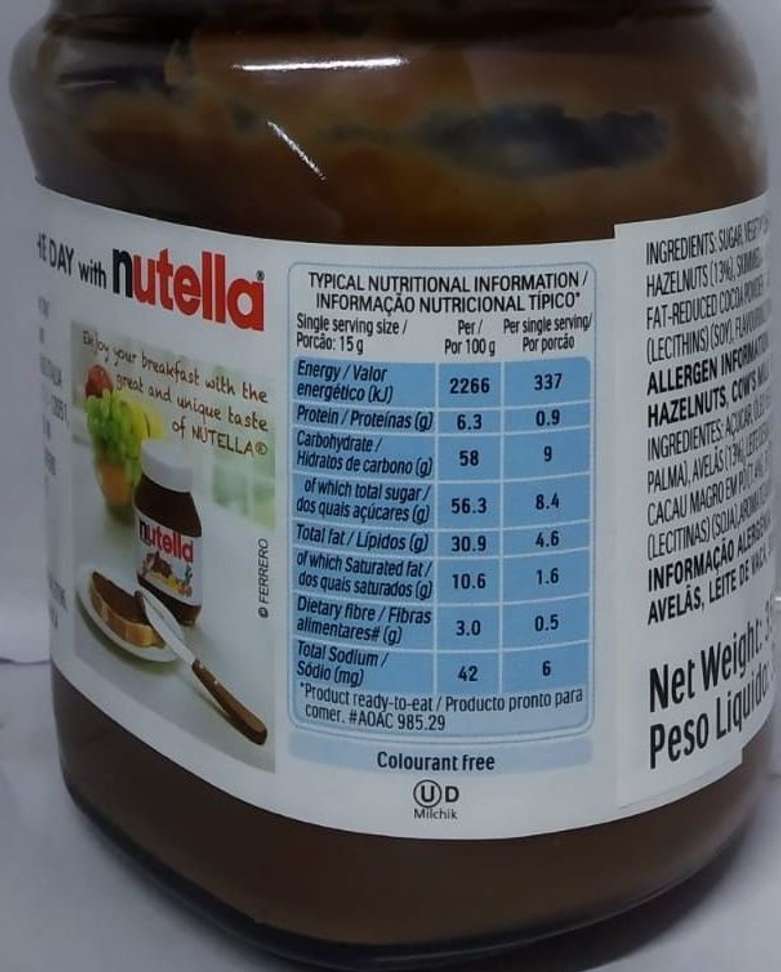 HE DAY with nutella®
Enjoy your breakfast with the
great and unique taste
of NUTELLA®
nutella
© FERRERO
TYPICAL NUTRITIONAL INFORMATION /
INFORMAÇÃO NUTRICIONAL TÍPICO*
Single serving size / Per / Per single serving/
Porcão: 15 g Por 100 g Por porcão
Energy / Valor
energético (kJ) 2266 337
Protein / Proteínas (g) 6.3 0.9
Carbohydrate /
Hidratos de carbono (g) 58 9
of which total sugar /
dos quais açúcares (g) 56.3 8.4
Total fat / Lípidos (g) 30.9 4.6
of which Saturated fat /
dos quais saturados (g) 10.6 1.6
Dietary fibre / Fibras
alimentares# (g) 3.0 0.5
Total Sodium /
Sódio (mg) 42 6
*Product ready-to-eat / Producto pronto para
comer. #AOAC 985.29
Colourant free
U D
Milchik
INGREDIENTS: SUGAR,
HAZELNUTS (13%),
FAT-REDUCED COCOA
(LECITHINS) (SOY),
ALLERGEN INFORMATION
HAZELNUTS, COW'S
INGREDIENTES: AÇÚCAR,
PALMA), AVELÃS (13%),
CACAU MAGRO EM
(LECITINAS) (SOJA),
INFORMAÇÃO
AVELÃS, LEITE DE VACA
Net Weight:
Peso Líquido: